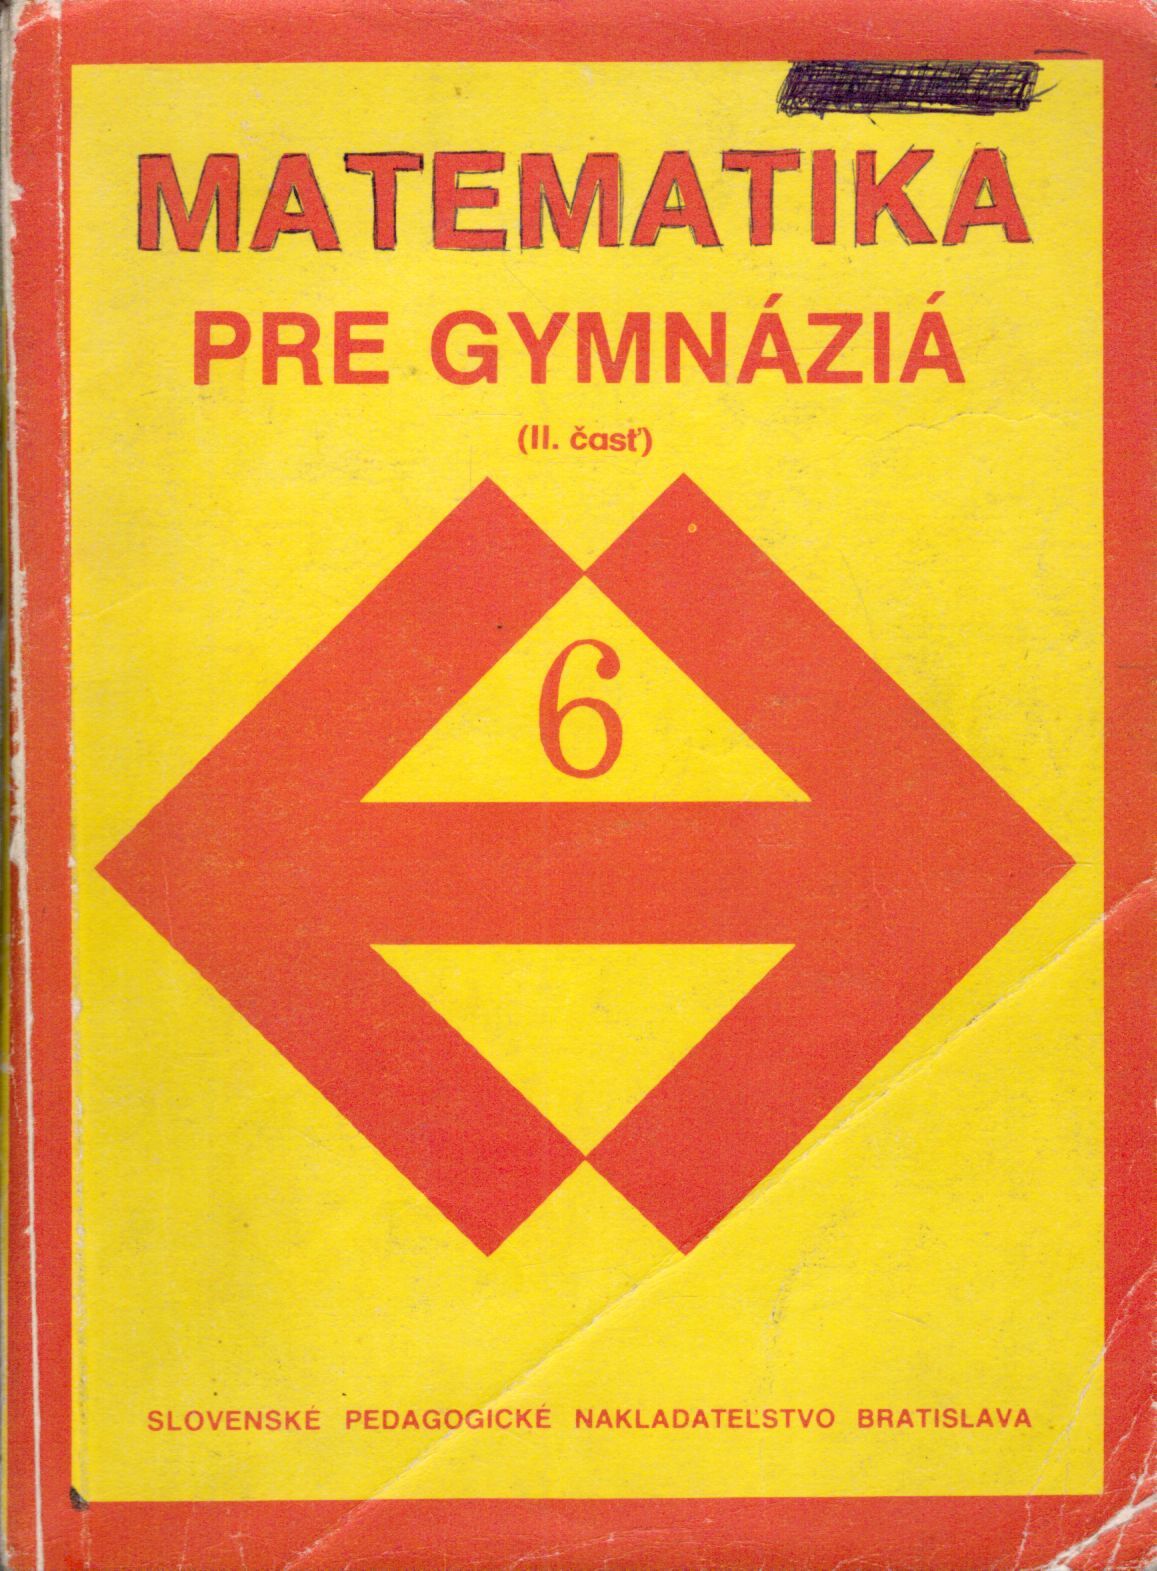 MATEMATIKA
PRE GYMNÁZIÁ
(II. časť)
6
SLOVENSKÉ PEDAGOGICKÉ NAKLADATEĽSTVO BRATISLAVA